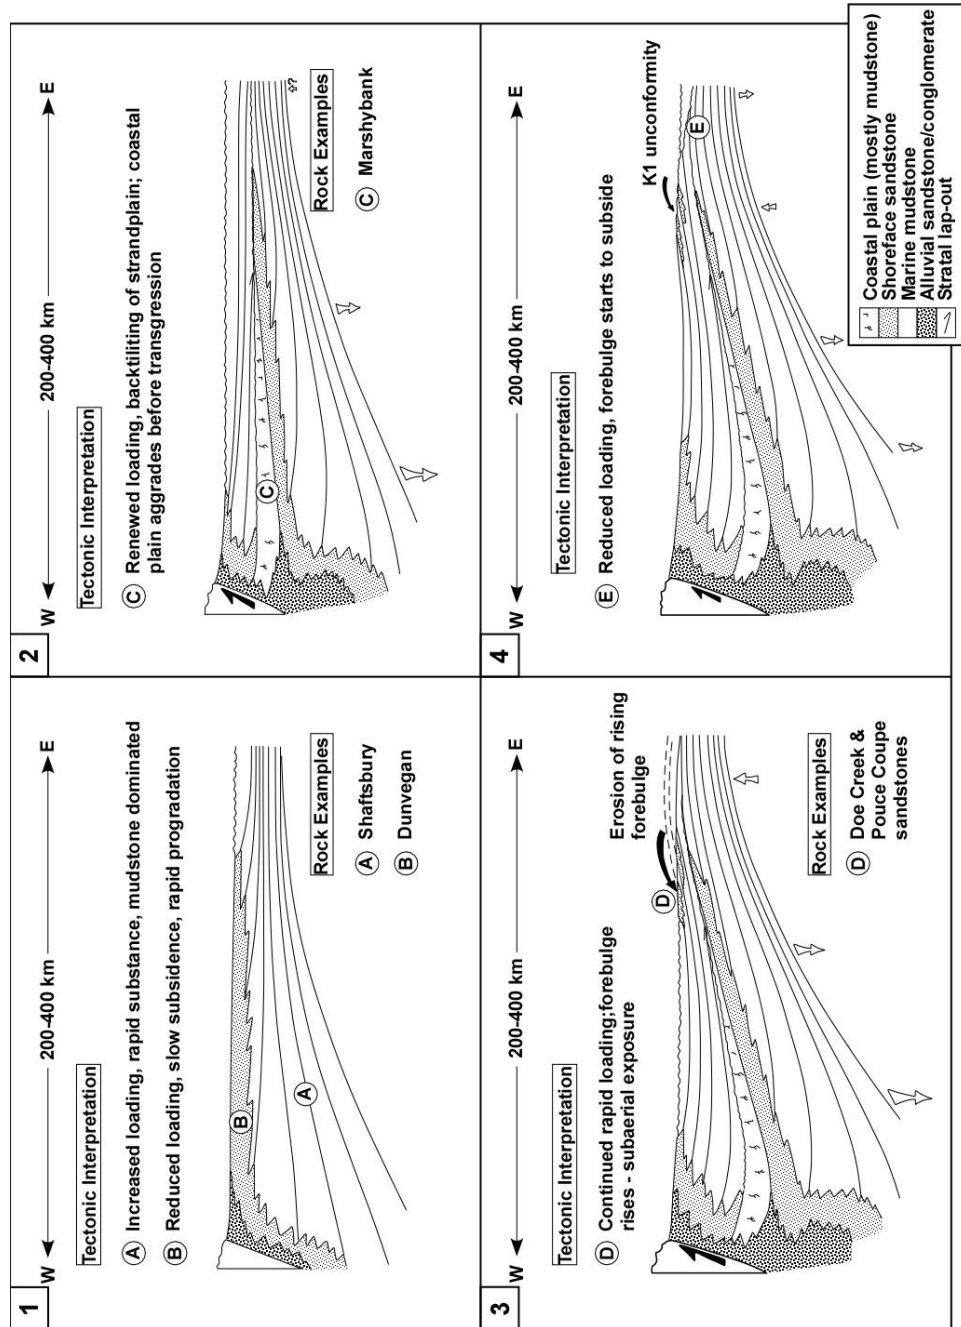 1
W 200-400 km E
Tectonic Interpretation
A Increased loading, rapid substance, mudstone dominated
B Reduced loading, slow subsidence, rapid progradation
B
A
Rock Examples
A Shaftsbury
B Dunvegan
2
W 200-400 km E
Tectonic Interpretation
C Renewed loading, backtiliting of strandplain; coastal
plain aggrades before transgression
C
?
Rock Examples
C Marshybank
3
W 200-400 km E
Tectonic Interpretation
D Continued rapid loading;forebulge
rises - subaerial exposure
Erosion of rising
forebulge
D
Rock Examples
D Doe Creek &
Pouce Coupe
sandstones
4
W 200-400 km E
Tectonic Interpretation
E Reduced loading, forebulge starts to subside
K1 unconformity
E
Coastal plain (mostly mudstone)
Shoreface sandstone
Marine mudstone
Alluvial sandstone/conglomerate
Stratal lap-out